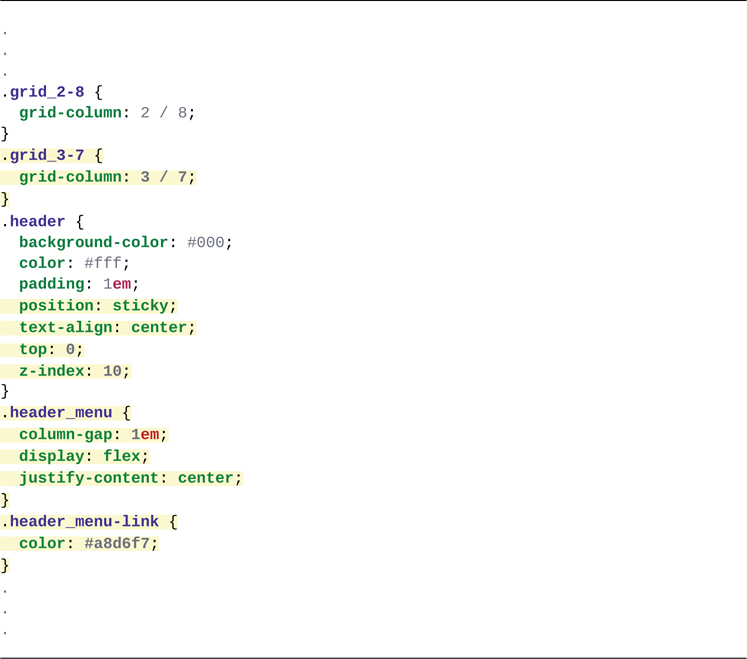 .
.
.
.grid_2-8 {
  grid-column: 2 / 8;
}
.grid_3-7 {
  grid-column: 3 / 7;
}
.header {
  background-color: #000;
  color: #fff;
  padding: 1em;
  position: sticky;
  text-align: center;
  top: 0;
  z-index: 10;
}
.header_menu {
  column-gap: 1em;
  display: flex;
  justify-content: center;
}
.header_menu-link {
  color: #a8d6f7;
}
.
.
.